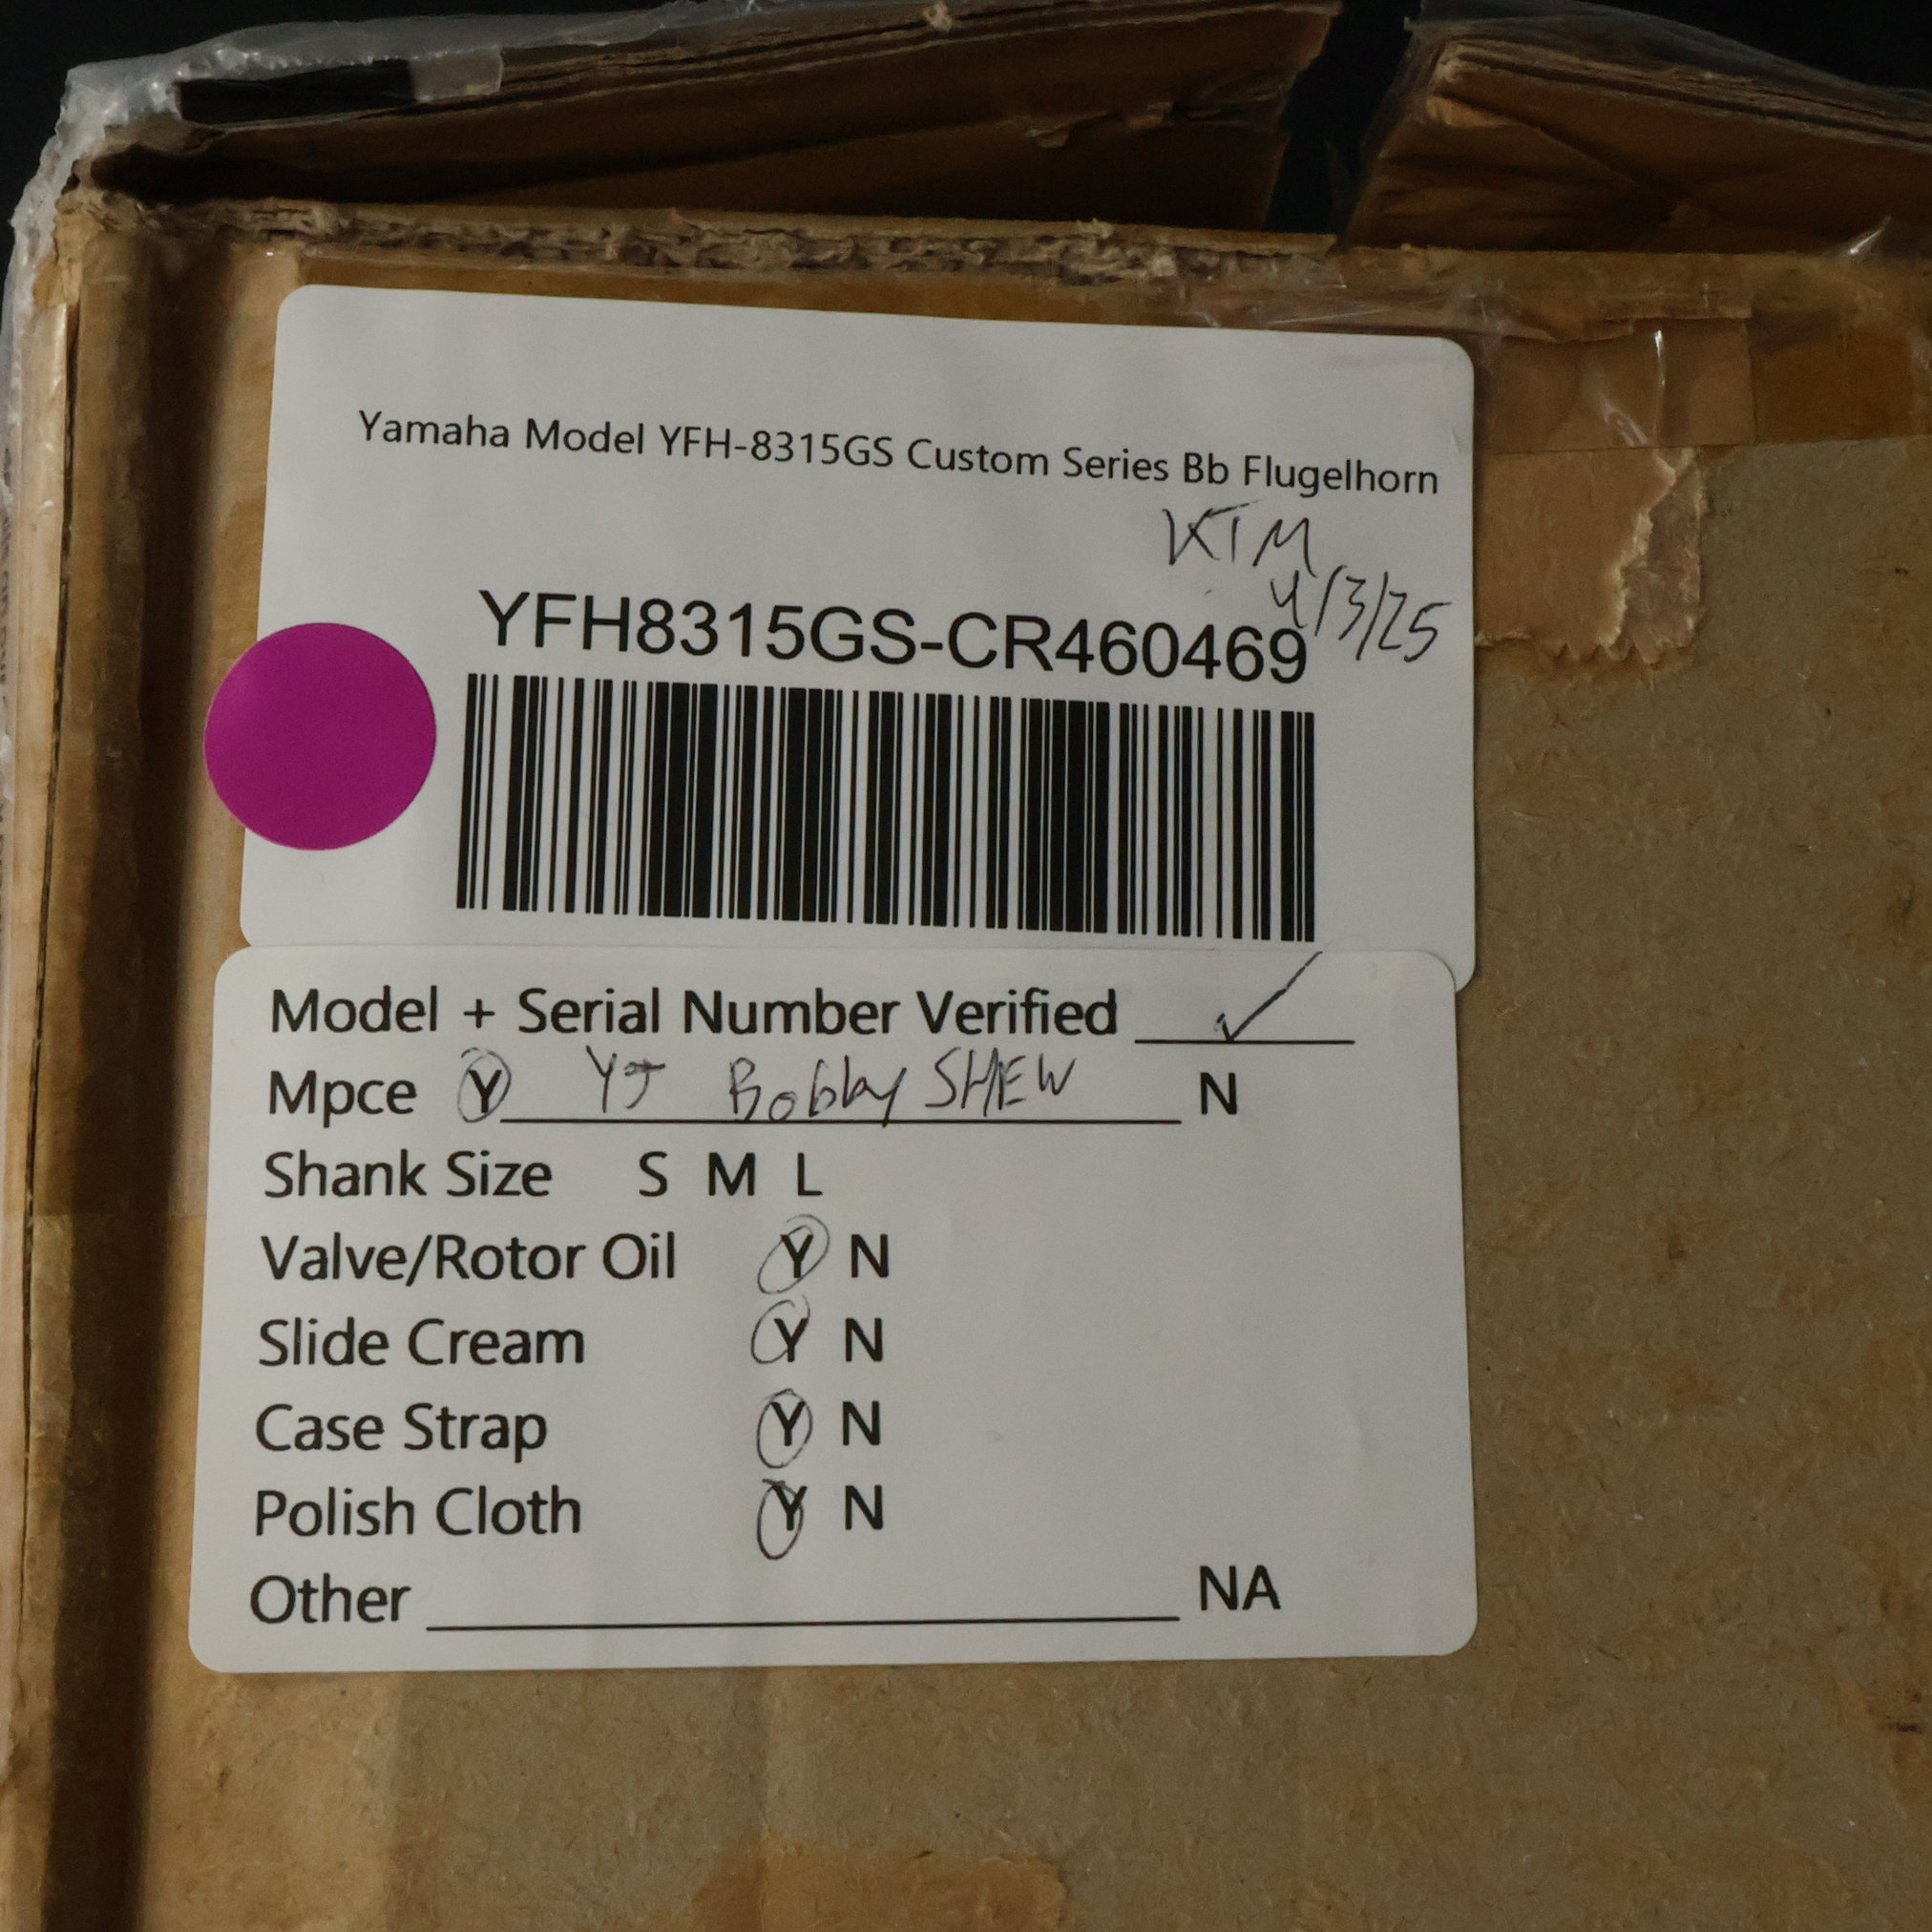 Yamaha Model YFH-8315GS Custom Series Bb Flugelhorn
KTM
4/3/25
YFH8315GS-CR460469
Model + Serial Number Verified ✓
Mpce Y YJ Bobby SHEW N
Shank Size S M L
Valve/Rotor Oil Y N
Slide Cream Y N
Case Strap Y N
Polish Cloth Y N
Other NA